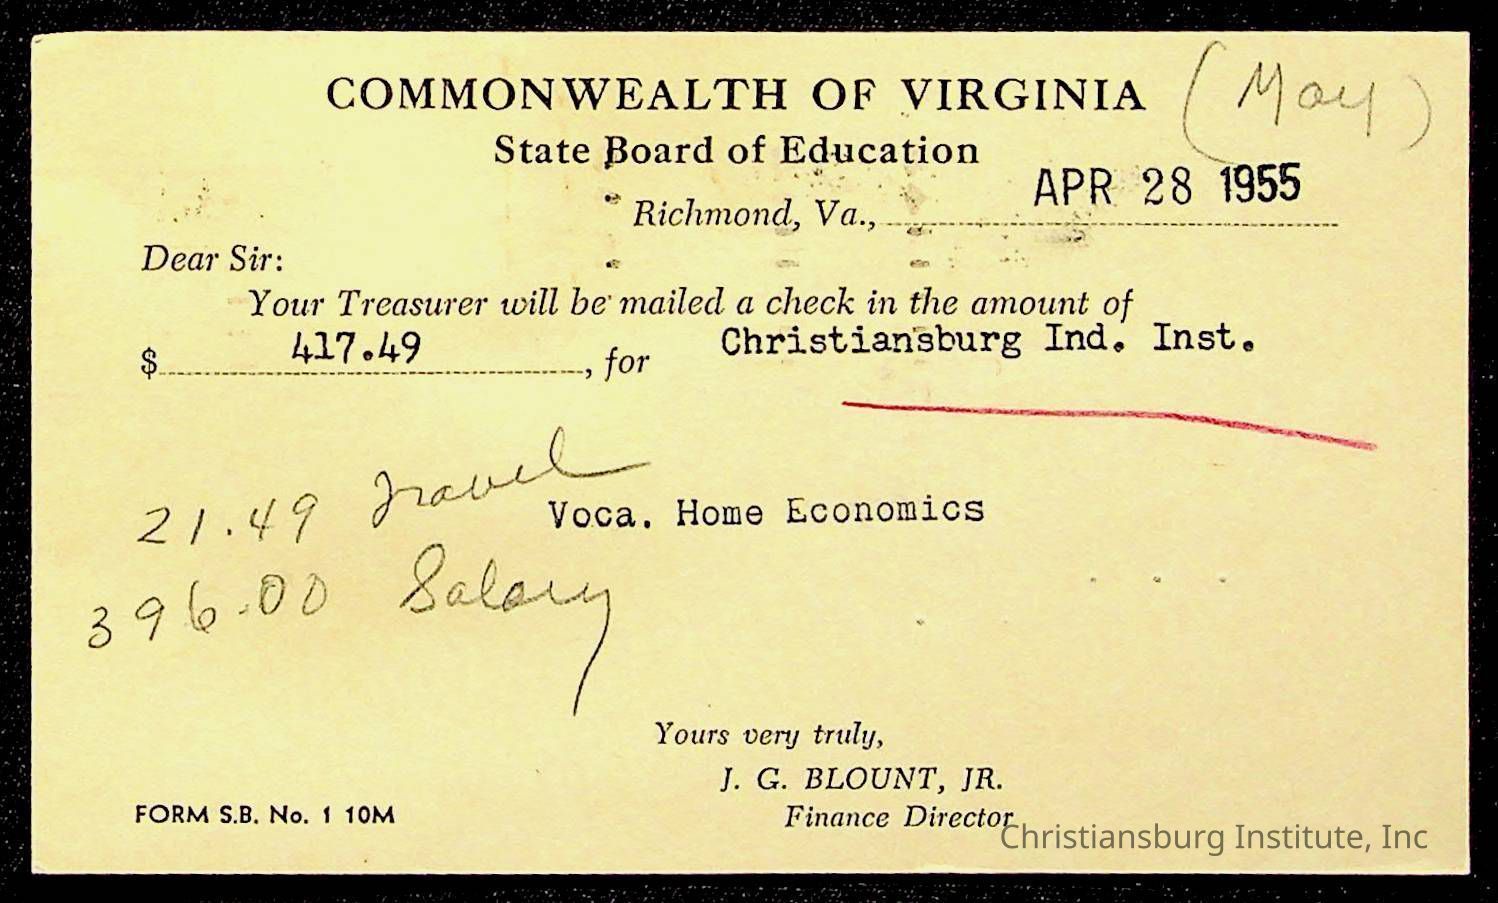 COMMONWEALTH OF VIRGINIA (May)
State Board of Education
Richmond, Va., APR 28 1955
Dear Sir:
Your Treasurer will be mailed a check in the amount of
$ 417.49, for Christiansburg Ind. Inst.
21.49 Travel
Voca. Home Economics
396.00 Salary
Yours very truly,
J. G. BLOUNT, JR.
Finance Director
FORM S.B. No. 1 10M
Christiansburg Institute, Inc